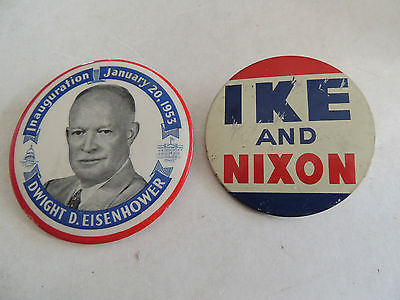 Inauguration January 20, 1953
DWIGHT D. EISENHOWER
IKE
AND
NIXON